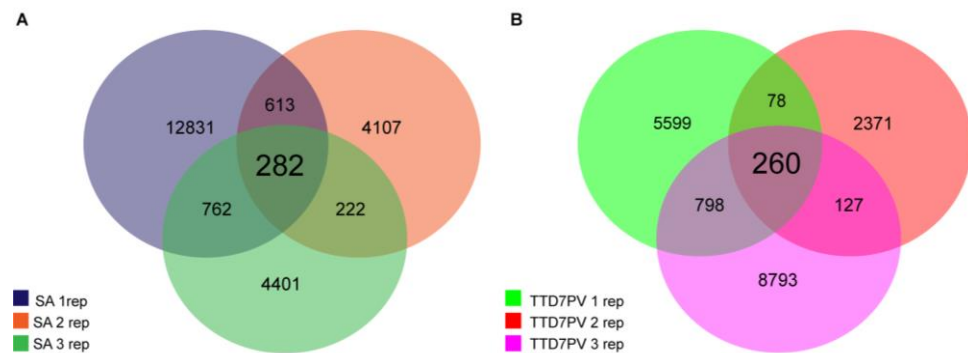 A
12831
613
4107
282
762
222
4401
SA 1rep
SA 2 rep
SA 3 rep
B
5599
78
2371
260
798
127
8793
TTD7PV 1 rep
TTD7PV 2 rep
TTD7PV 3 rep